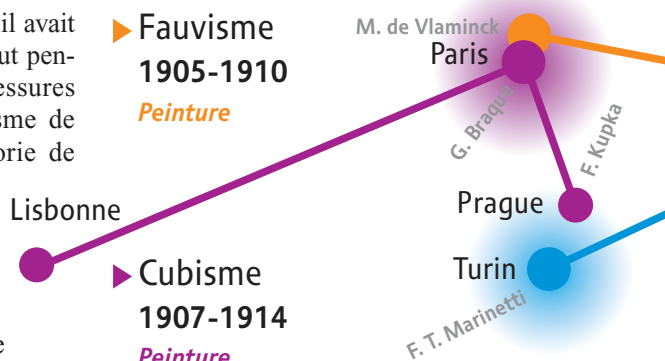 il avait
ut pen-
essures
sme de
orie de
Fauvisme
1905-1910
Peinture
M. de Vlaminck
Paris
G. Braque
F. Kupka
Lisbonne
Prague
Cubisme
1907-1914
Peinture
Turin
F. T. Marinetti
e